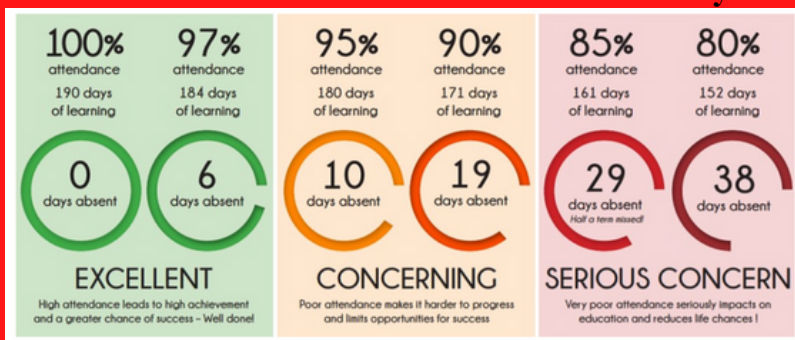 100%
attendance
190 days
of learning
0
days absent
97%
attendance
184 days
of learning
6
days absent
EXCELLENT
High attendance leads to high achievement
and a greater chance of success - Well done!
95%
attendance
180 days
of learning
10
days absent
90%
attendance
171 days
of learning
19
days absent
CONCERNING
Poor attendance makes it harder to progress
and limits opportunities for success
85%
attendance
161 days
of learning
29
days absent
Half a term missed!
80%
attendance
152 days
of learning
38
days absent
SERIOUS CONCERN
Very poor attendance seriously impacts on
education and reduces life chances !